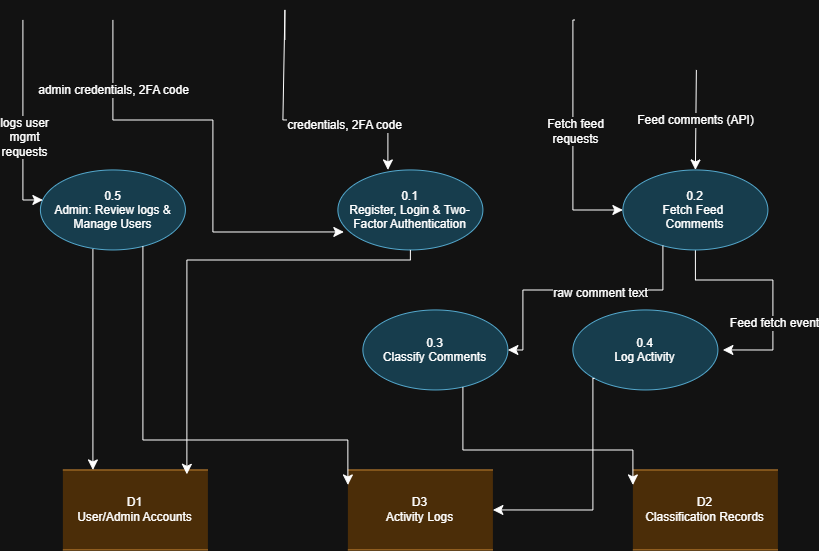 admin credentials, 2FA code
logs user
mgmt
requests
credentials, 2FA code
Fetch feed
requests
Feed comments (API)
0.5
Admin: Review logs &
Manage Users
0.1
Register, Login & Two-
Factor Authentication
0.2
Fetch Feed
Comments
raw comment text
Feed fetch event
0.3
Classify Comments
0.4
Log Activity
D1
User/Admin Accounts
D3
Activity Logs
D2
Classification Records